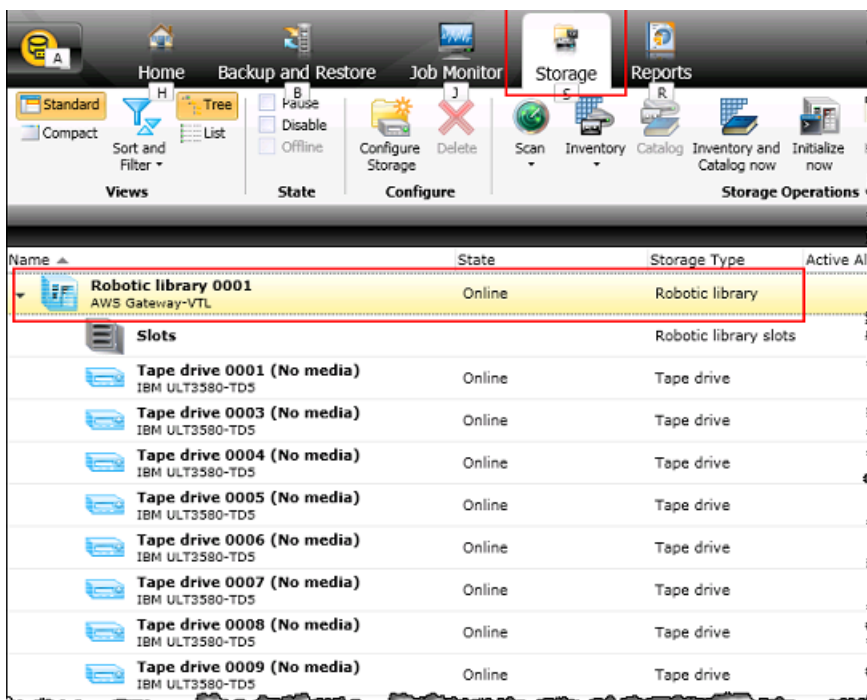 A
Home
Backup and Restore
Job Monitor
Storage
Reports
H
B
J
S
R
Standard
Compact
Sort and
Filter
Tree
List
Views
Pause
Disable
Offline
State
Configure
Storage
Delete
Configure
Scan
Inventory
Catalog
Inventory and
Catalog now
Initialize
now
Storage Operations
Name
State
Storage Type
Active Al
Robotic library 0001
AWS Gateway-VTL
Online
Robotic library
Slots
Robotic library slots
Tape drive 0001 (No media)
IBM ULT3580-TD5
Online
Tape drive
Tape drive 0003 (No media)
IBM ULT3580-TD5
Online
Tape drive
Tape drive 0004 (No media)
IBM ULT3580-TD5
Online
Tape drive
Tape drive 0005 (No media)
IBM ULT3580-TD5
Online
Tape drive
Tape drive 0006 (No media)
IBM ULT3580-TD5
Online
Tape drive
Tape drive 0007 (No media)
IBM ULT3580-TD5
Online
Tape drive
Tape drive 0008 (No media)
IBM ULT3580-TD5
Online
Tape drive
Tape drive 0009 (No media)
IBM ULT3580-TD5
Online
Tape drive